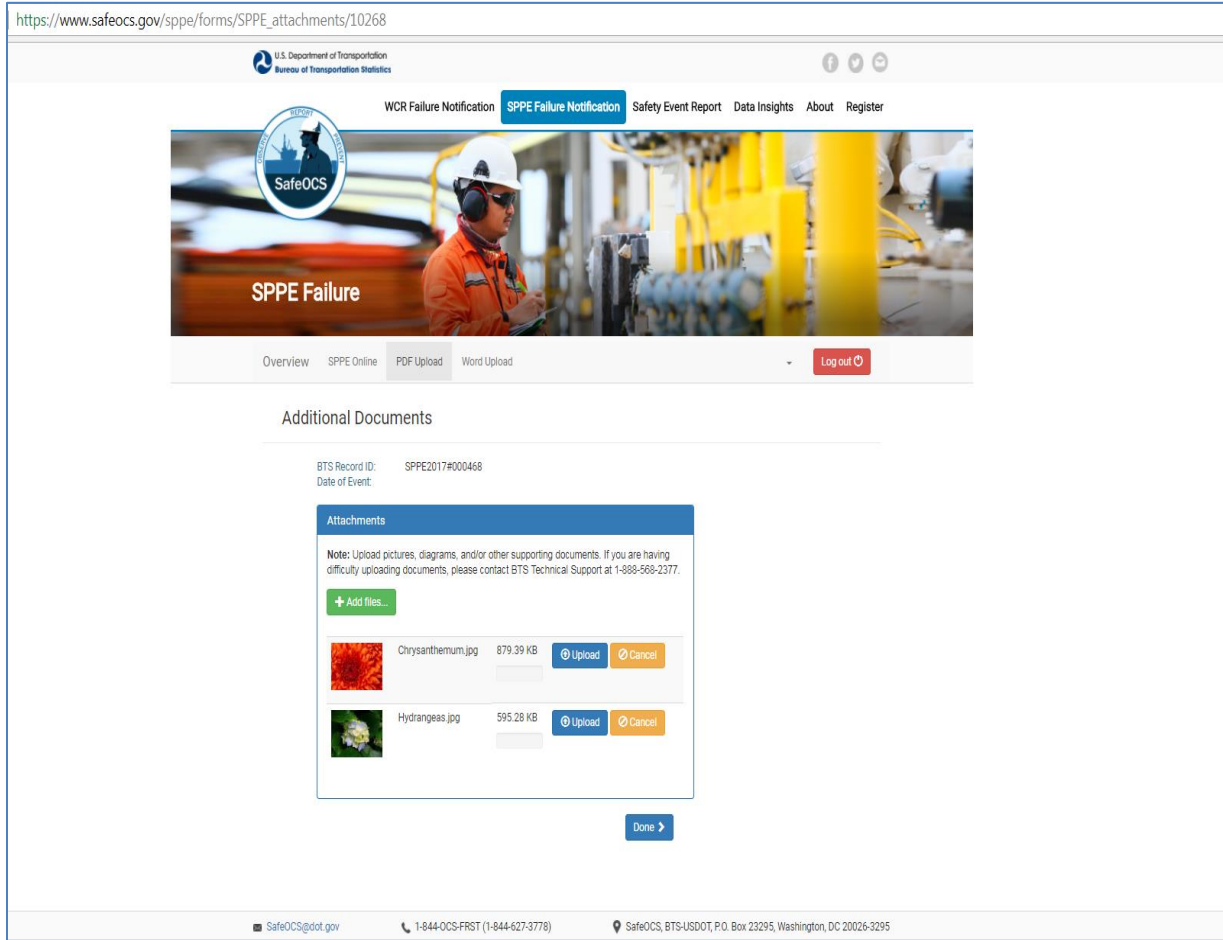 https://www.safeocs.gov/sppe/forms/SPPE_attachments/10268
U.S. Department of Transportation
Bureau of Transportation Statistics
WCR Failure Notification SPPE Failure Notification Safety Event Report Data Insights About Register
OBSERVE REPORT PREVENT
SafeOCS
SPPE Failure
Overview SPPE Online PDF Upload Word Upload Log out
Additional Documents
BTS Record ID: SPPE2017#000468
Date of Event:
Attachments
Note: Upload pictures, diagrams, and/or other supporting documents. If you are having
difficulty uploading documents, please contact BTS Technical Support at 1-888-568-2377.
+ Add files...
Chrysanthemum.jpg 879.39 KB Upload Cancel
Hydrangeas.jpg 595.28 KB Upload Cancel
Done
SafeOCS@dot.gov 1-844-OCS-FRST (1-844-627-3778) SafeOCS, BTS-USDOT, P.O. Box 23295, Washington, DC 20026-3295